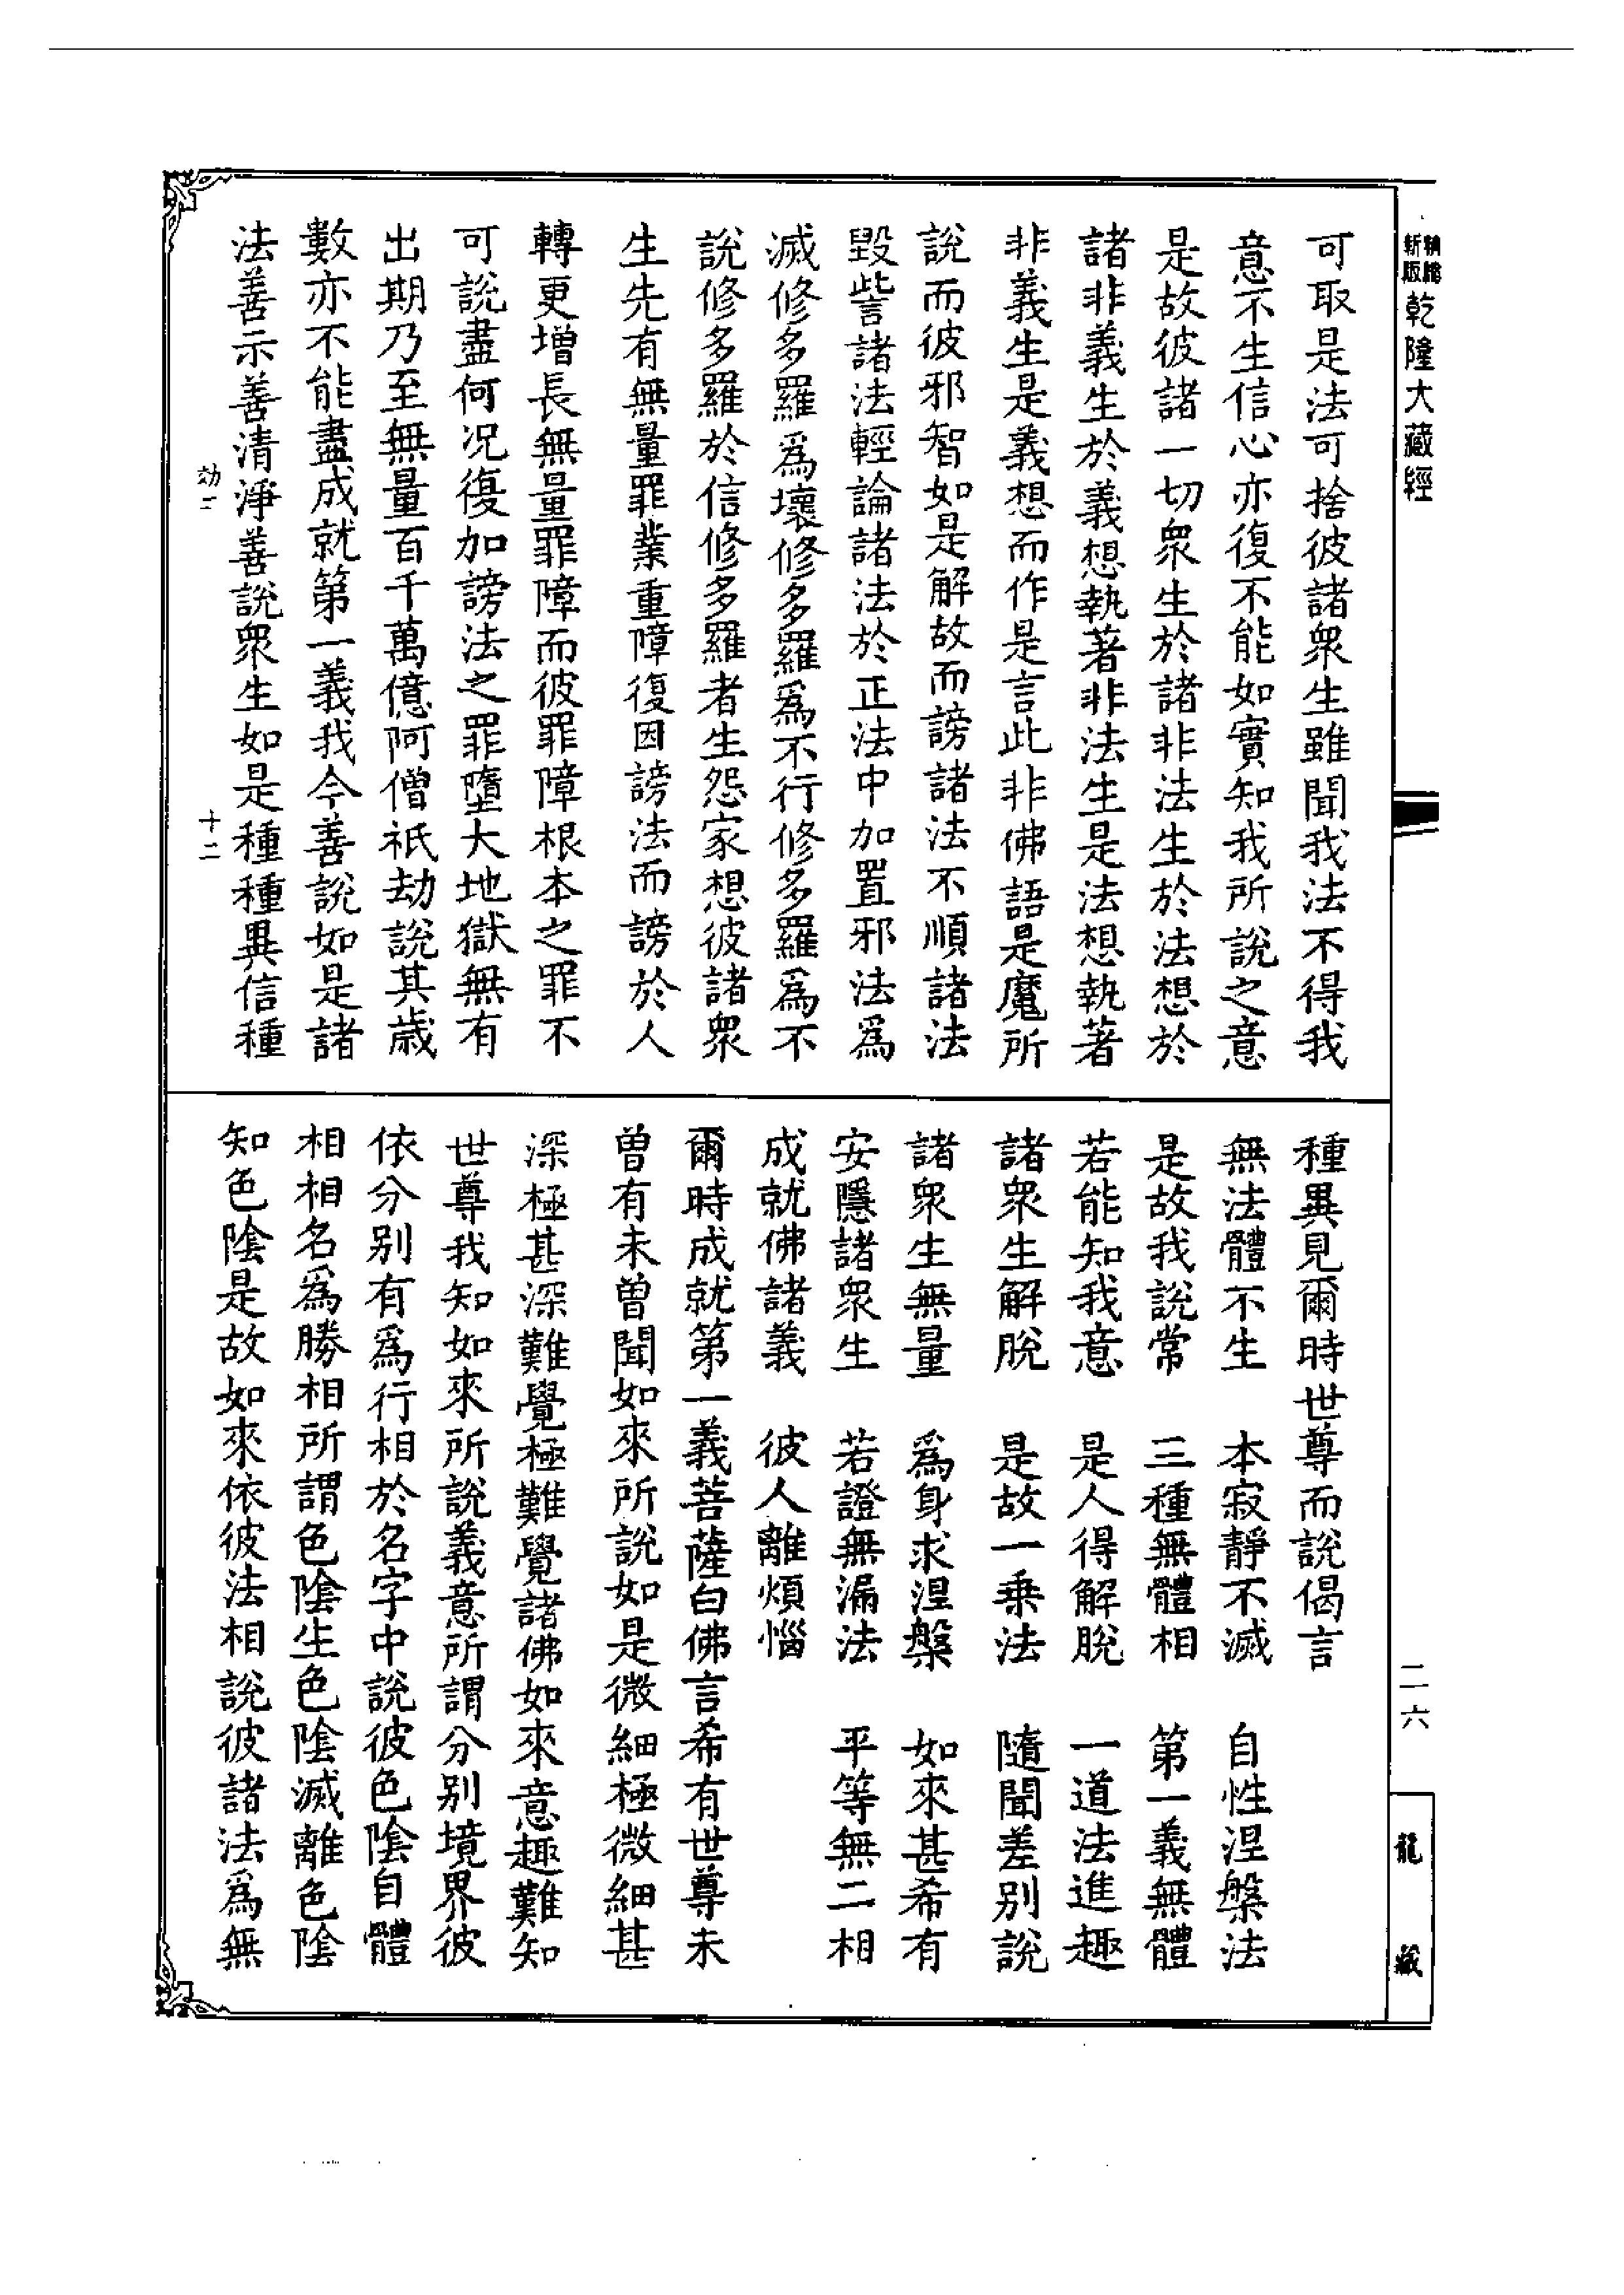 精縮
新版
乾隆大藏經
可取是法可捨彼諸衆生雖聞我法不得我
意不生信心亦復不能如實知我所說之意
是故彼諸一切衆生於諸非法生於法想於
諸非義生於義想執著非法生是法想執著
非義生是義想而作是言此非佛語是魔所
說而彼邪智如是解故而謗諸法不順諸法
毀訾諸法輕論諸法於正法中加置邪法爲
滅修多羅爲壞修多羅爲不行修多羅爲不
說修多羅於信修多羅者生怨家想彼諸衆
生先有無量罪業重障復因謗法而謗於人
轉更增長無量罪障而彼罪障根本之罪不
可說盡何况復加謗法之罪墮大地獄無有
出期乃至無量百千萬億阿僧祇劫說其歲
數亦不能盡成就第一義我今善說如是諸
法善示善清淨善說衆生如是種種異信種
効二 十二
種異見爾時世尊而說偈言
無法體不生 本寂靜不滅 自性涅槃法
是故我說常 三種無體相 第一義無體
若能知我意 是人得解脫 一道法進趣
諸衆生解脫 是故一乗法 隨聞差别說
諸衆生無量 爲身求涅槃 如來甚希有
安隱諸衆生 若證無漏法 平等無二相
成就佛諸義 彼人離煩惱
爾時成就第一義菩薩白佛言希有世尊未
曾有未曾聞如來所說如是微細極微細甚
深極甚深難覺極難覺諸佛如來意趣難知
世尊我知如來所說義意所謂分别境界彼
依分别有爲行相於名字中說彼色陰自體
相相名爲勝相所謂色陰生色陰滅離色陰
知色陰是故如來依彼法相說彼諸法爲無
二六
龍藏